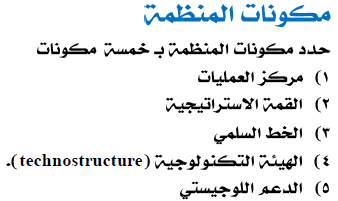 مكونات المنظمة
حدد مكونات المنظمة بـ خمسة مكونات
١) مركز العمليات
٢) القمة الاستراتيجية
٣) الخط السلمي
٤) الهيئة التكنولوجية (technostructure).
٥) الدعم اللوجيستي